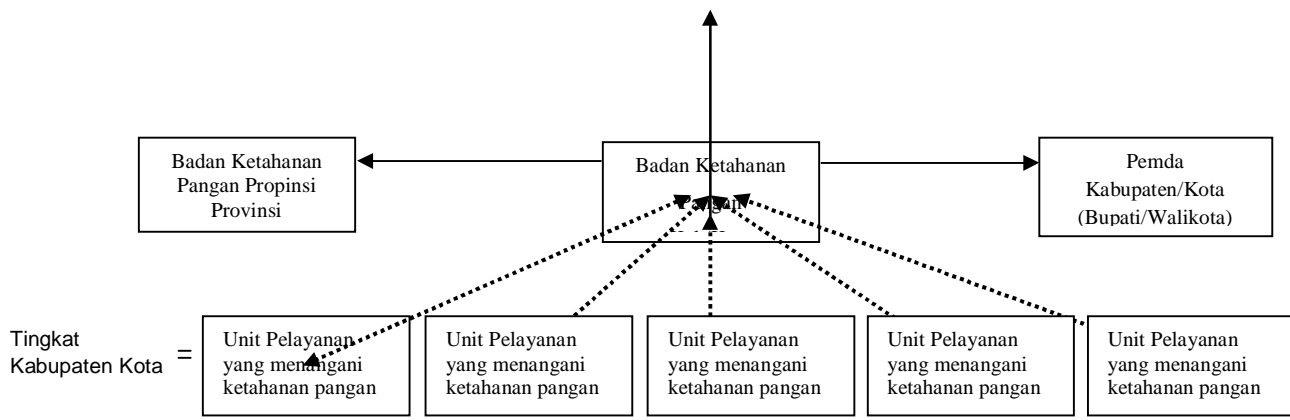 Badan Ketahanan
Pangan Propinsi
Provinsi
Badan Ketahanan
Pangan
Pemda
Kabupaten/Kota
(Bupati/Walikota)
Tingkat
Kabupaten Kota =
Unit Pelayanan
yang menangani
ketahanan pangan
Unit Pelayanan
yang menangani
ketahanan pangan
Unit Pelayanan
yang menangani
ketahanan pangan
Unit Pelayanan
yang menangani
ketahanan pangan
Unit Pelayanan
yang menangani
ketahanan pangan